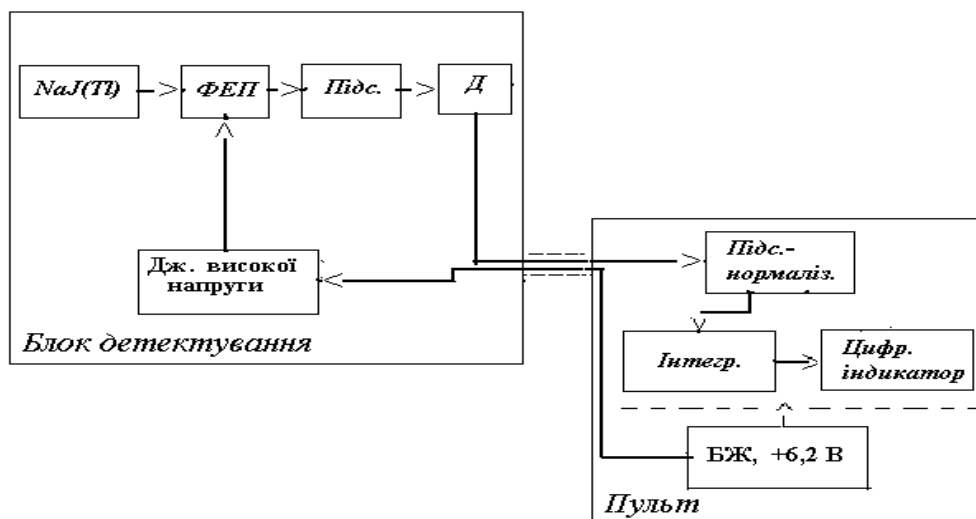 NaJ(Tl)
ФЕП
Підс.
Д
Дж. високої
напруги
Блок детектування
Підс.-
нормаліз.
Інтегр.
Цифр.
індикатор
БЖ, +6,2 В
Пульт